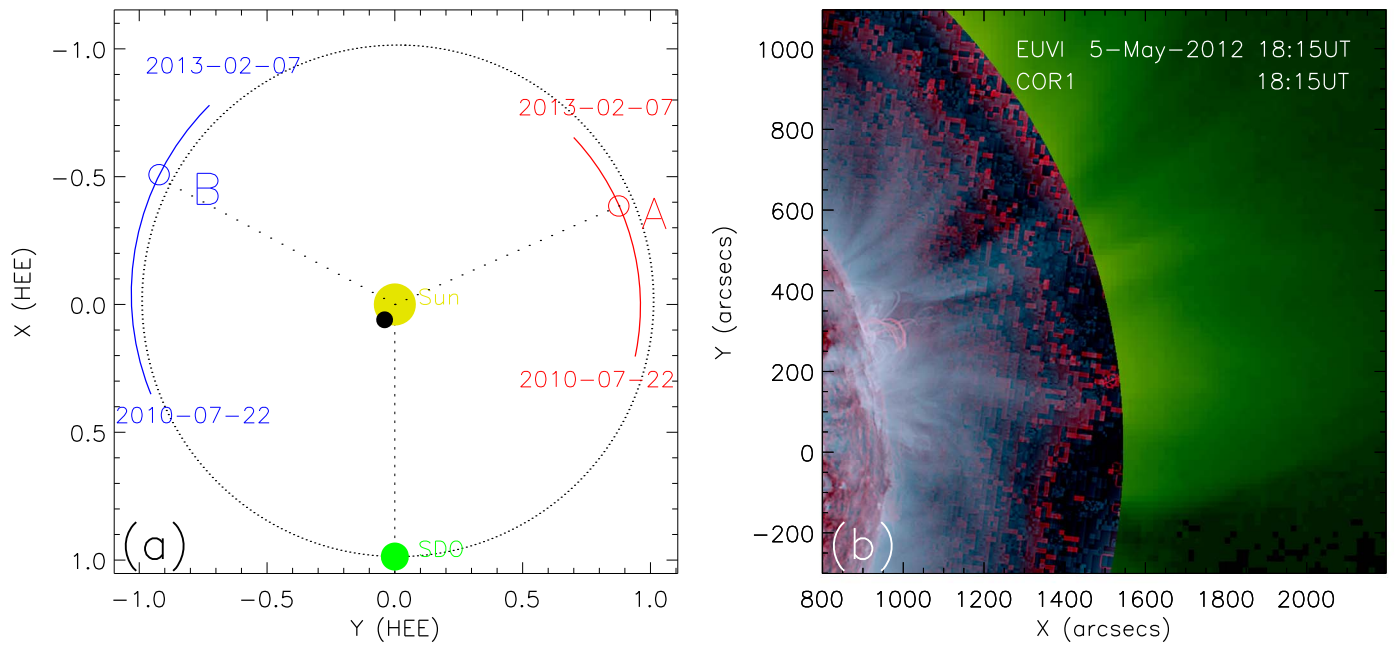 2013-02-07
2013-02-07
B
A
Sun
2010-07-22
2010-07-22
SDO
(a)
-1.0
-0.5
0.0
0.5
1.0
X (HEE)
-1.0
-0.5
0.0
0.5
1.0
Y (HEE)
EUVI 5-May-2012 18:15UT
COR1 18:15UT
(b)
1000
800
600
400
200
0
-200
Y (arcsecs)
800
1000
1200
1400
1600
1800
2000
X (arcsecs)